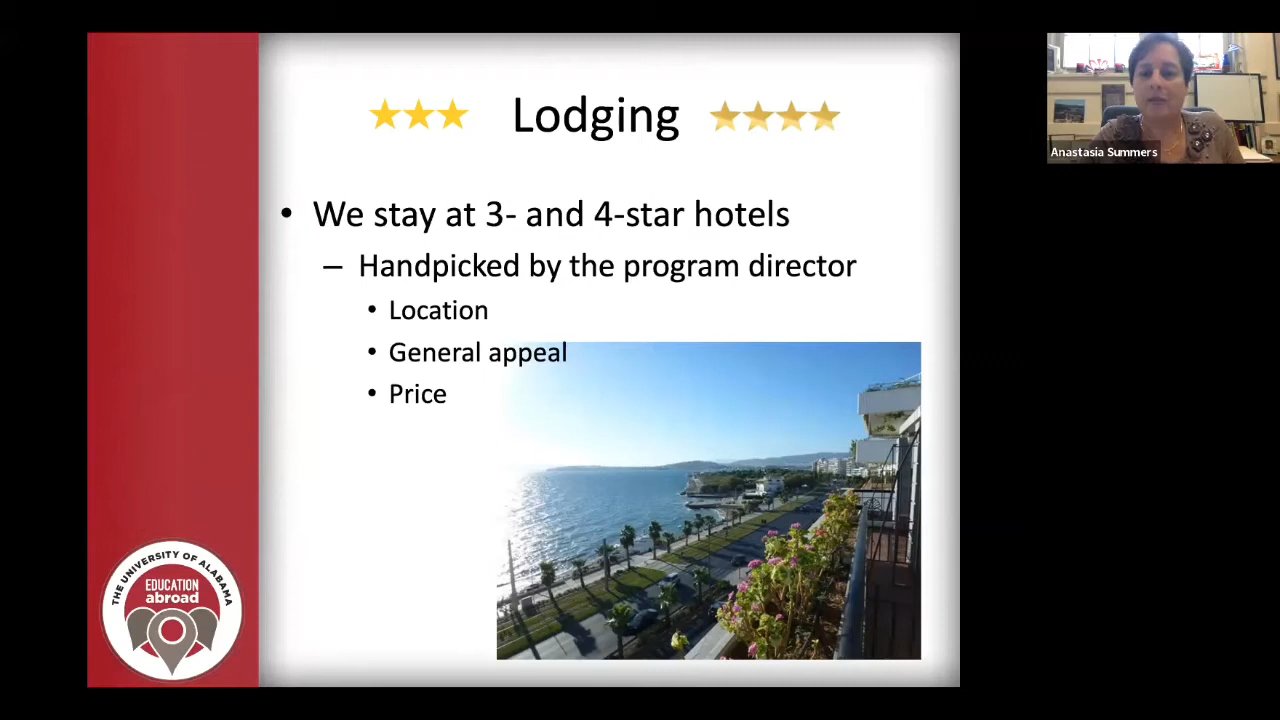 Lodging
• We stay at 3- and 4-star hotels
– Handpicked by the program director
• Location
• General appeal
• Price
THE UNIVERSITY OF ALABAMA
EDUCATION
abroad
Anastasia Summers